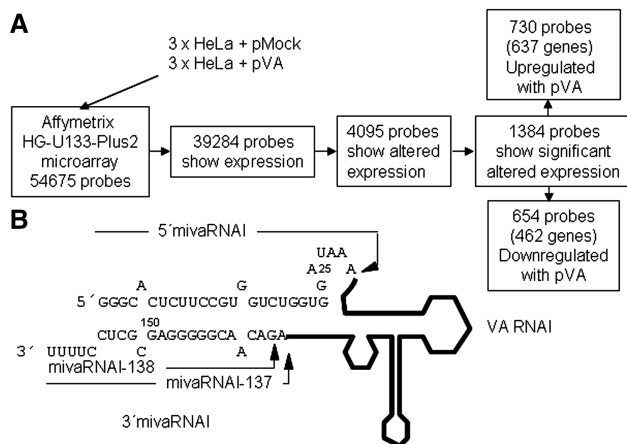 A
3 x HeLa + pMock
3 x HeLa + pVA
Affymetrix
HG-U133-Plus2
microarray
54675 probes
39284 probes
show expression
4095 probes
show altered
expression
1384 probes
show significant
altered expression
730 probes
(637 genes)
Upregulated
with pVA
654 probes
(462 genes)
Downregulated
with pVA
B
5´mivaRNAI
UAA
A 25 A
A G G
5´GGGC CUCUUCCGU GUCUGGUG
150
CUCG GAGGGGGCA CAGA
3´ UUUUC C A
VA RNAI
mivaRNAI-138
mivaRNAI-137
3´mivaRNAI